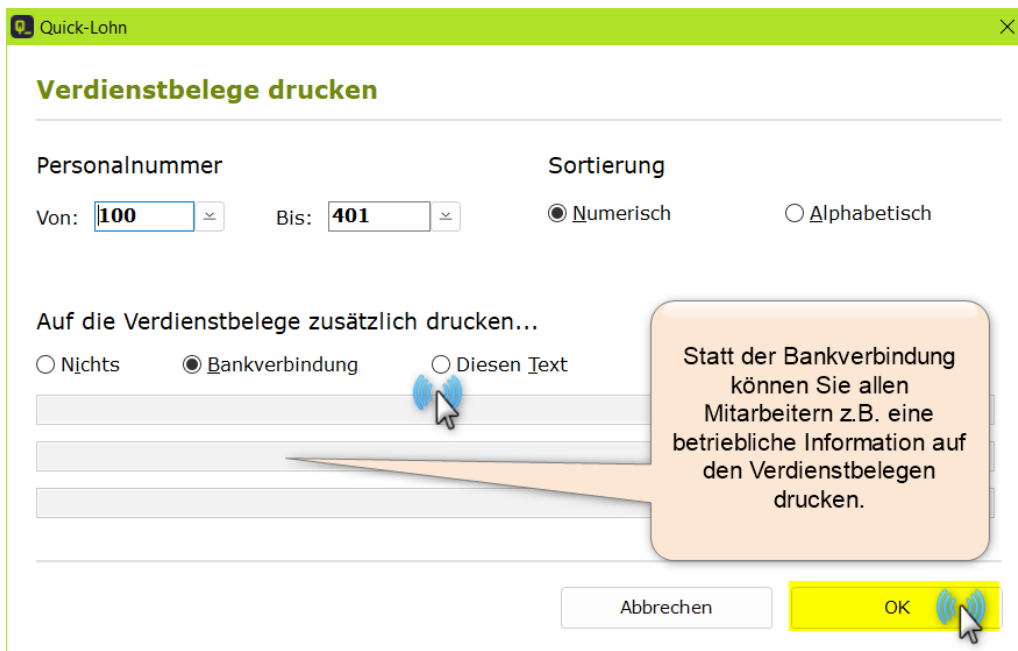 Quick-Lohn
Verdienstbelege drucken
Personalnummer
Sortierung
Von: 100 Bis: 401
Numerisch Alphabetisch
Auf die Verdienstbelege zusätzlich drucken...
Nichts Bankverbindung Diesen Text
Statt der Bankverbindung
können Sie allen
Mitarbeitern z.B. eine
betriebliche Information auf
den Verdienstbelegen
drucken.
Abbrechen OK